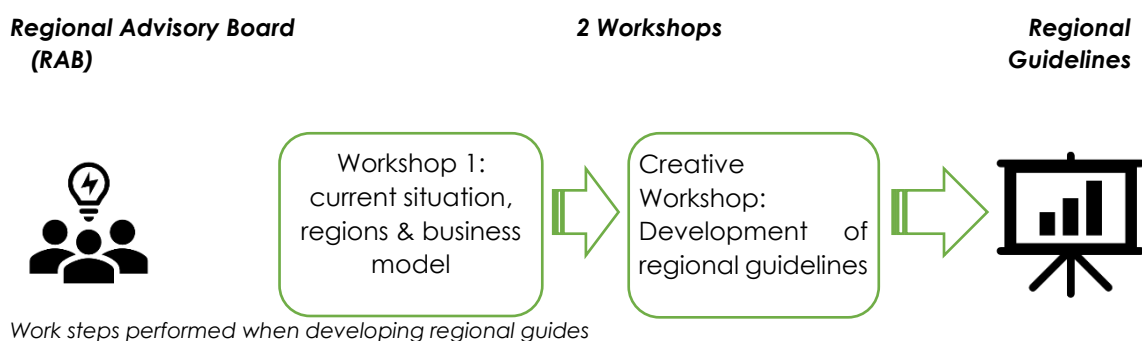 Regional Advisory Board
(RAB)
2 Workshops
Regional
Guidelines
Workshop 1:
current situation,
regions & business
model
Creative
Workshop:
Development of
regional guidelines
Work steps performed when developing regional guides